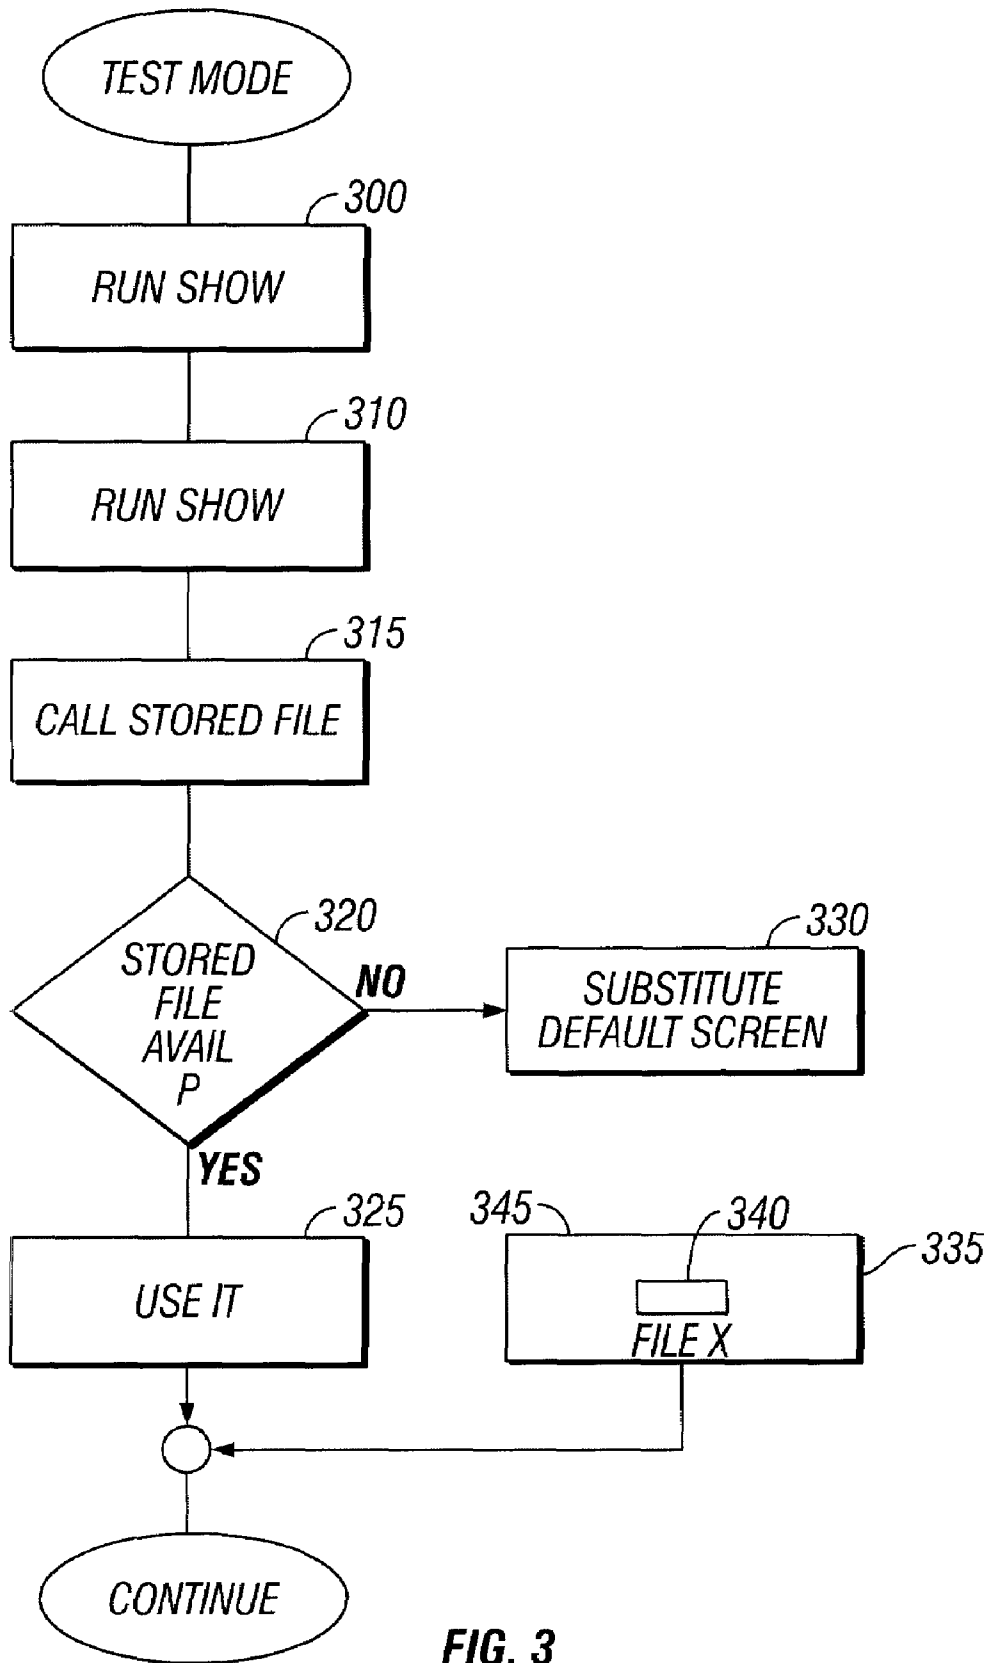 TEST MODE
300
RUN SHOW
310
RUN SHOW
315
CALL STORED FILE
320
STORED
FILE
AVAIL
P
NO
330
SUBSTITUTE
DEFAULT SCREEN
YES
325
USE IT
345
340
335
FILE X
CONTINUE
FIG. 3